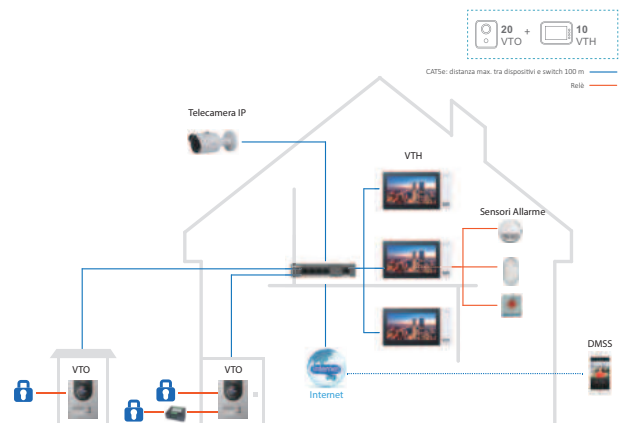 20
VTO
+
10
VTH
CAT5e: distanza max. tra dispositivi e switch 100 m
Relè
Telecamera IP
VTH
Sensori Allarme
DMSS
VTO
VTO
Internet
Internet